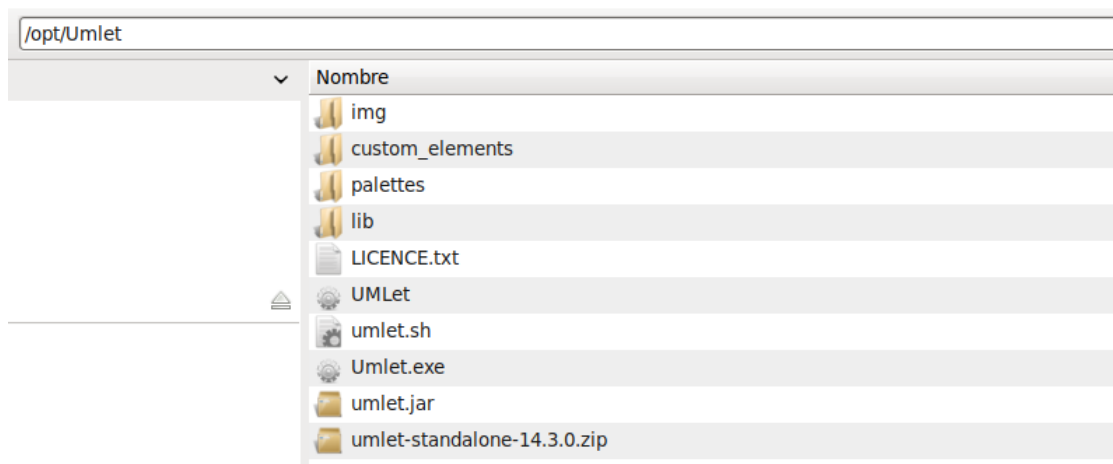 /opt/Umlet
Nombre
img
custom_elements
palettes
lib
LICENCE.txt
UMLet
umlet.sh
Umlet.exe
umlet.jar
umlet-standalone-14.3.0.zip